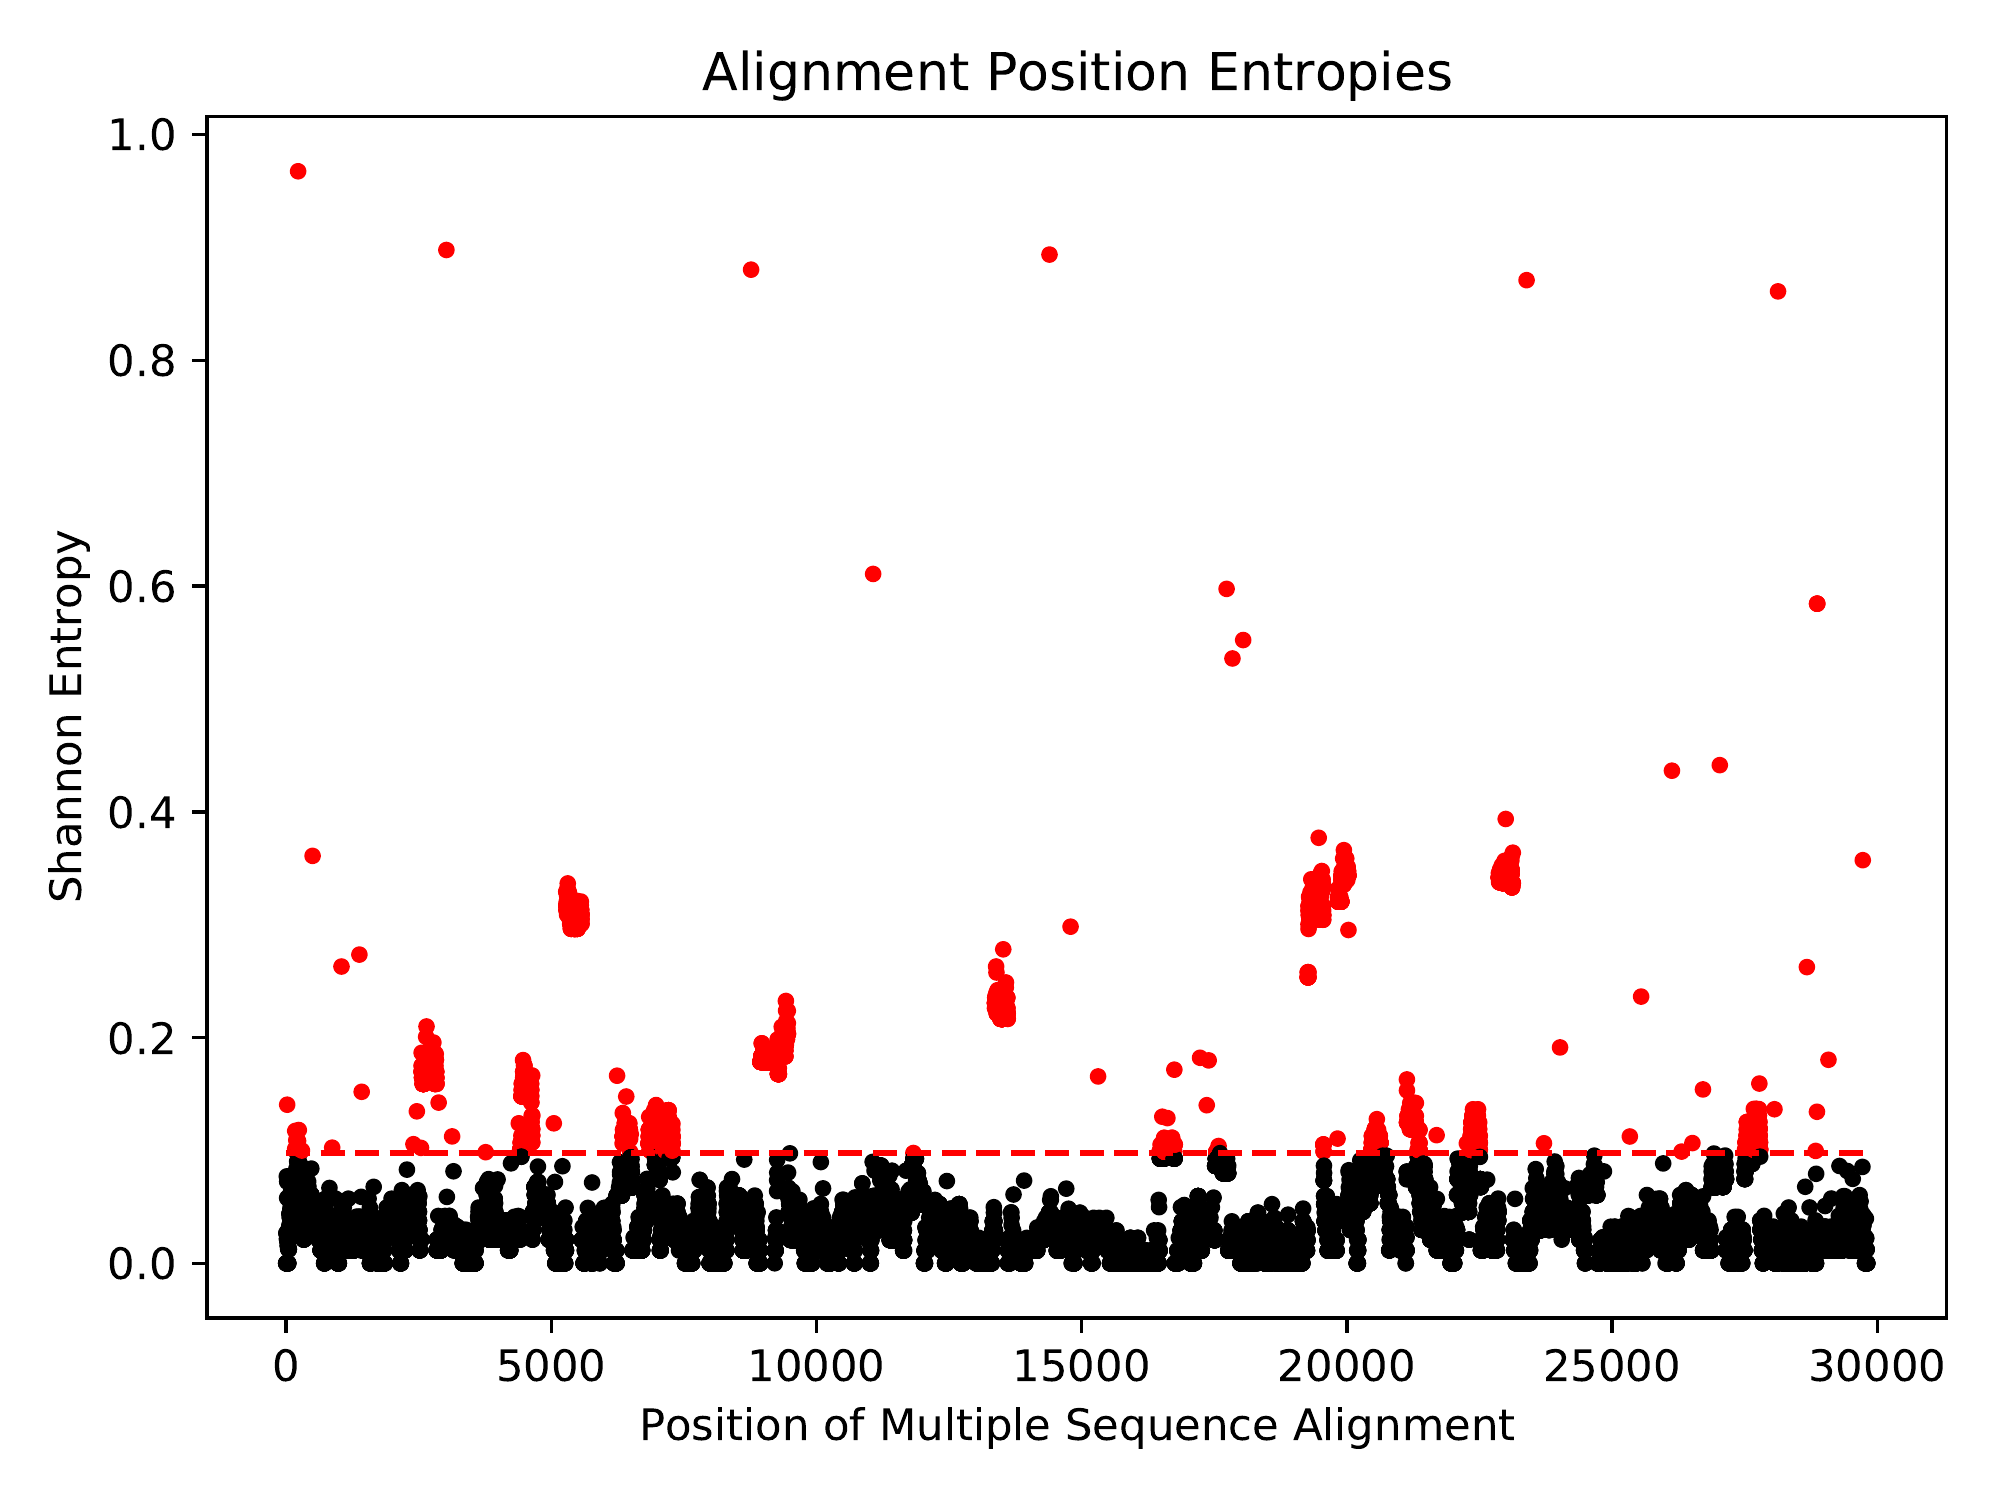 Alignment Position Entropies
1.0
0.8
0.6
0.4
0.2
0.0
Shannon Entropy
0 5000 10000 15000 20000 25000 30000
Position of Multiple Sequence Alignment